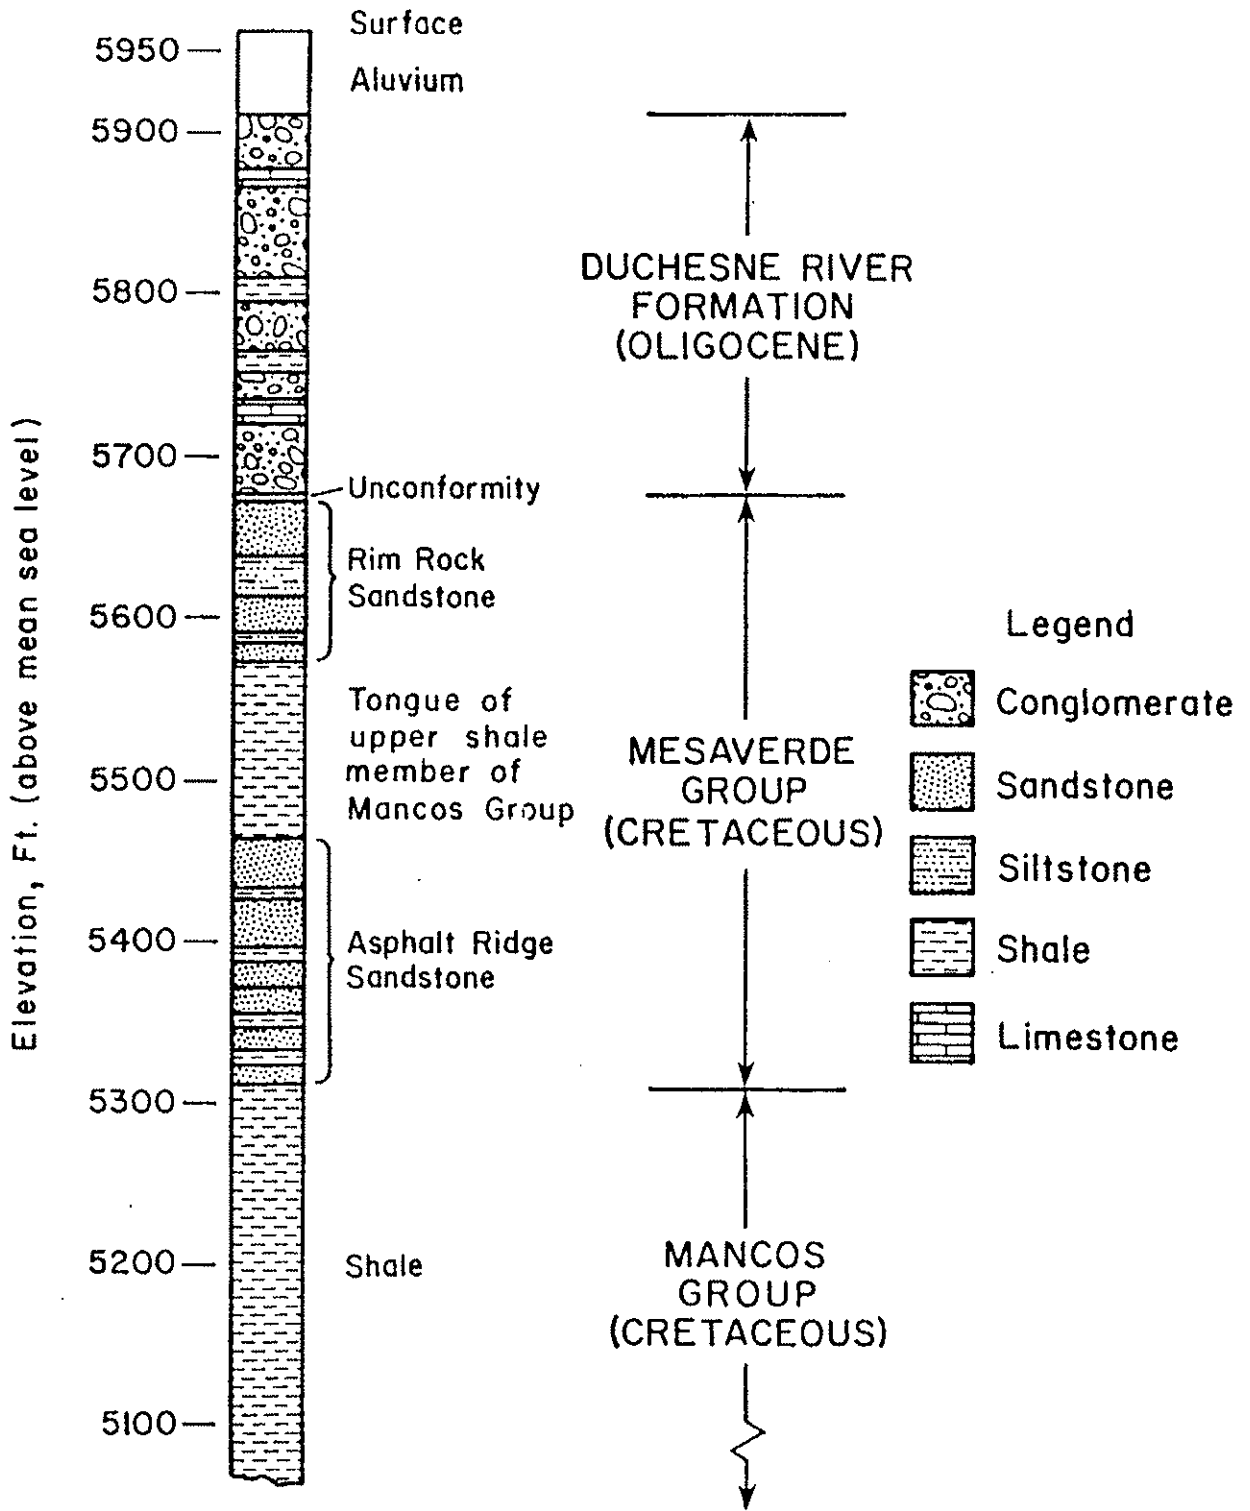 Surface
5950
Aluvium
5900
DUCHESNE RIVER
FORMATION
(OLIGOCENE)
5800
5700
Unconformity
Rim Rock
Sandstone
5600
Tongue of
upper shale
member of
Mancos Group
5500
MESAVERDE
GROUP
(CRETACEOUS)
Asphalt Ridge
Sandstone
5400
5300
5200
Shale
MANCOS
GROUP
(CRETACEOUS)
5100
Elevation, Ft. (above mean sea level)
Legend
Conglomerate
Sandstone
Siltstone
Shale
Limestone